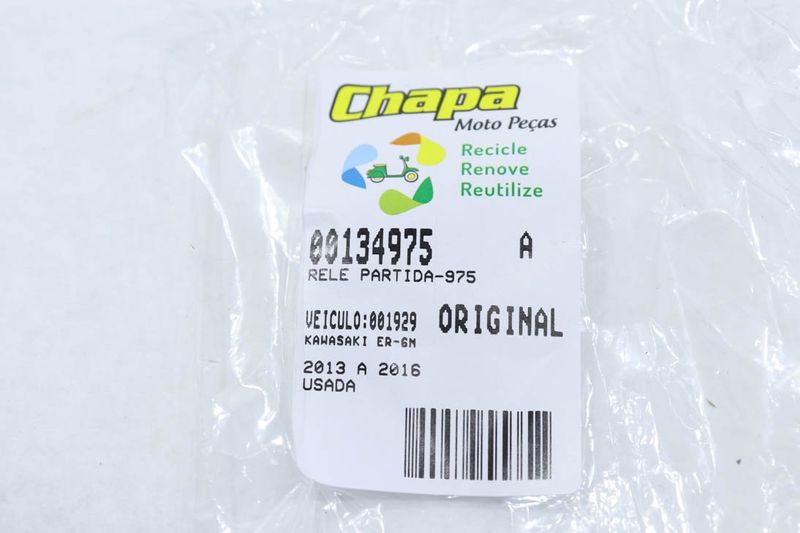 Chapa
Moto Peças
Recicle
Renove
Reutilize
00134975 A
RELE PARTIDA-975
VEICULO:001929 ORIGINAL
KAWASAKI ER-6N
2013 A 2016
USADA